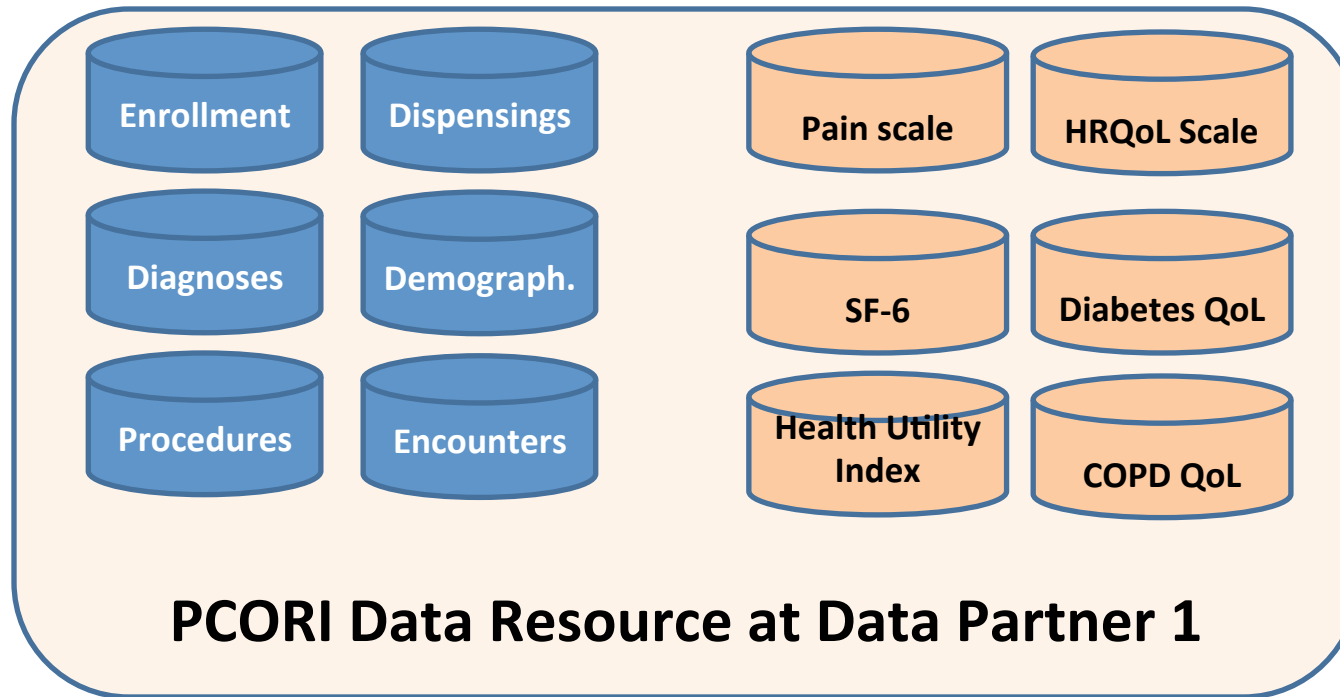 Enrollment
Dispensings
Pain scale
HRQoL Scale
Diagnoses
Demograph.
SF-6
Diabetes QoL
Procedures
Encounters
Health Utility
Index
COPD QoL
PCORI Data Resource at Data Partner 1